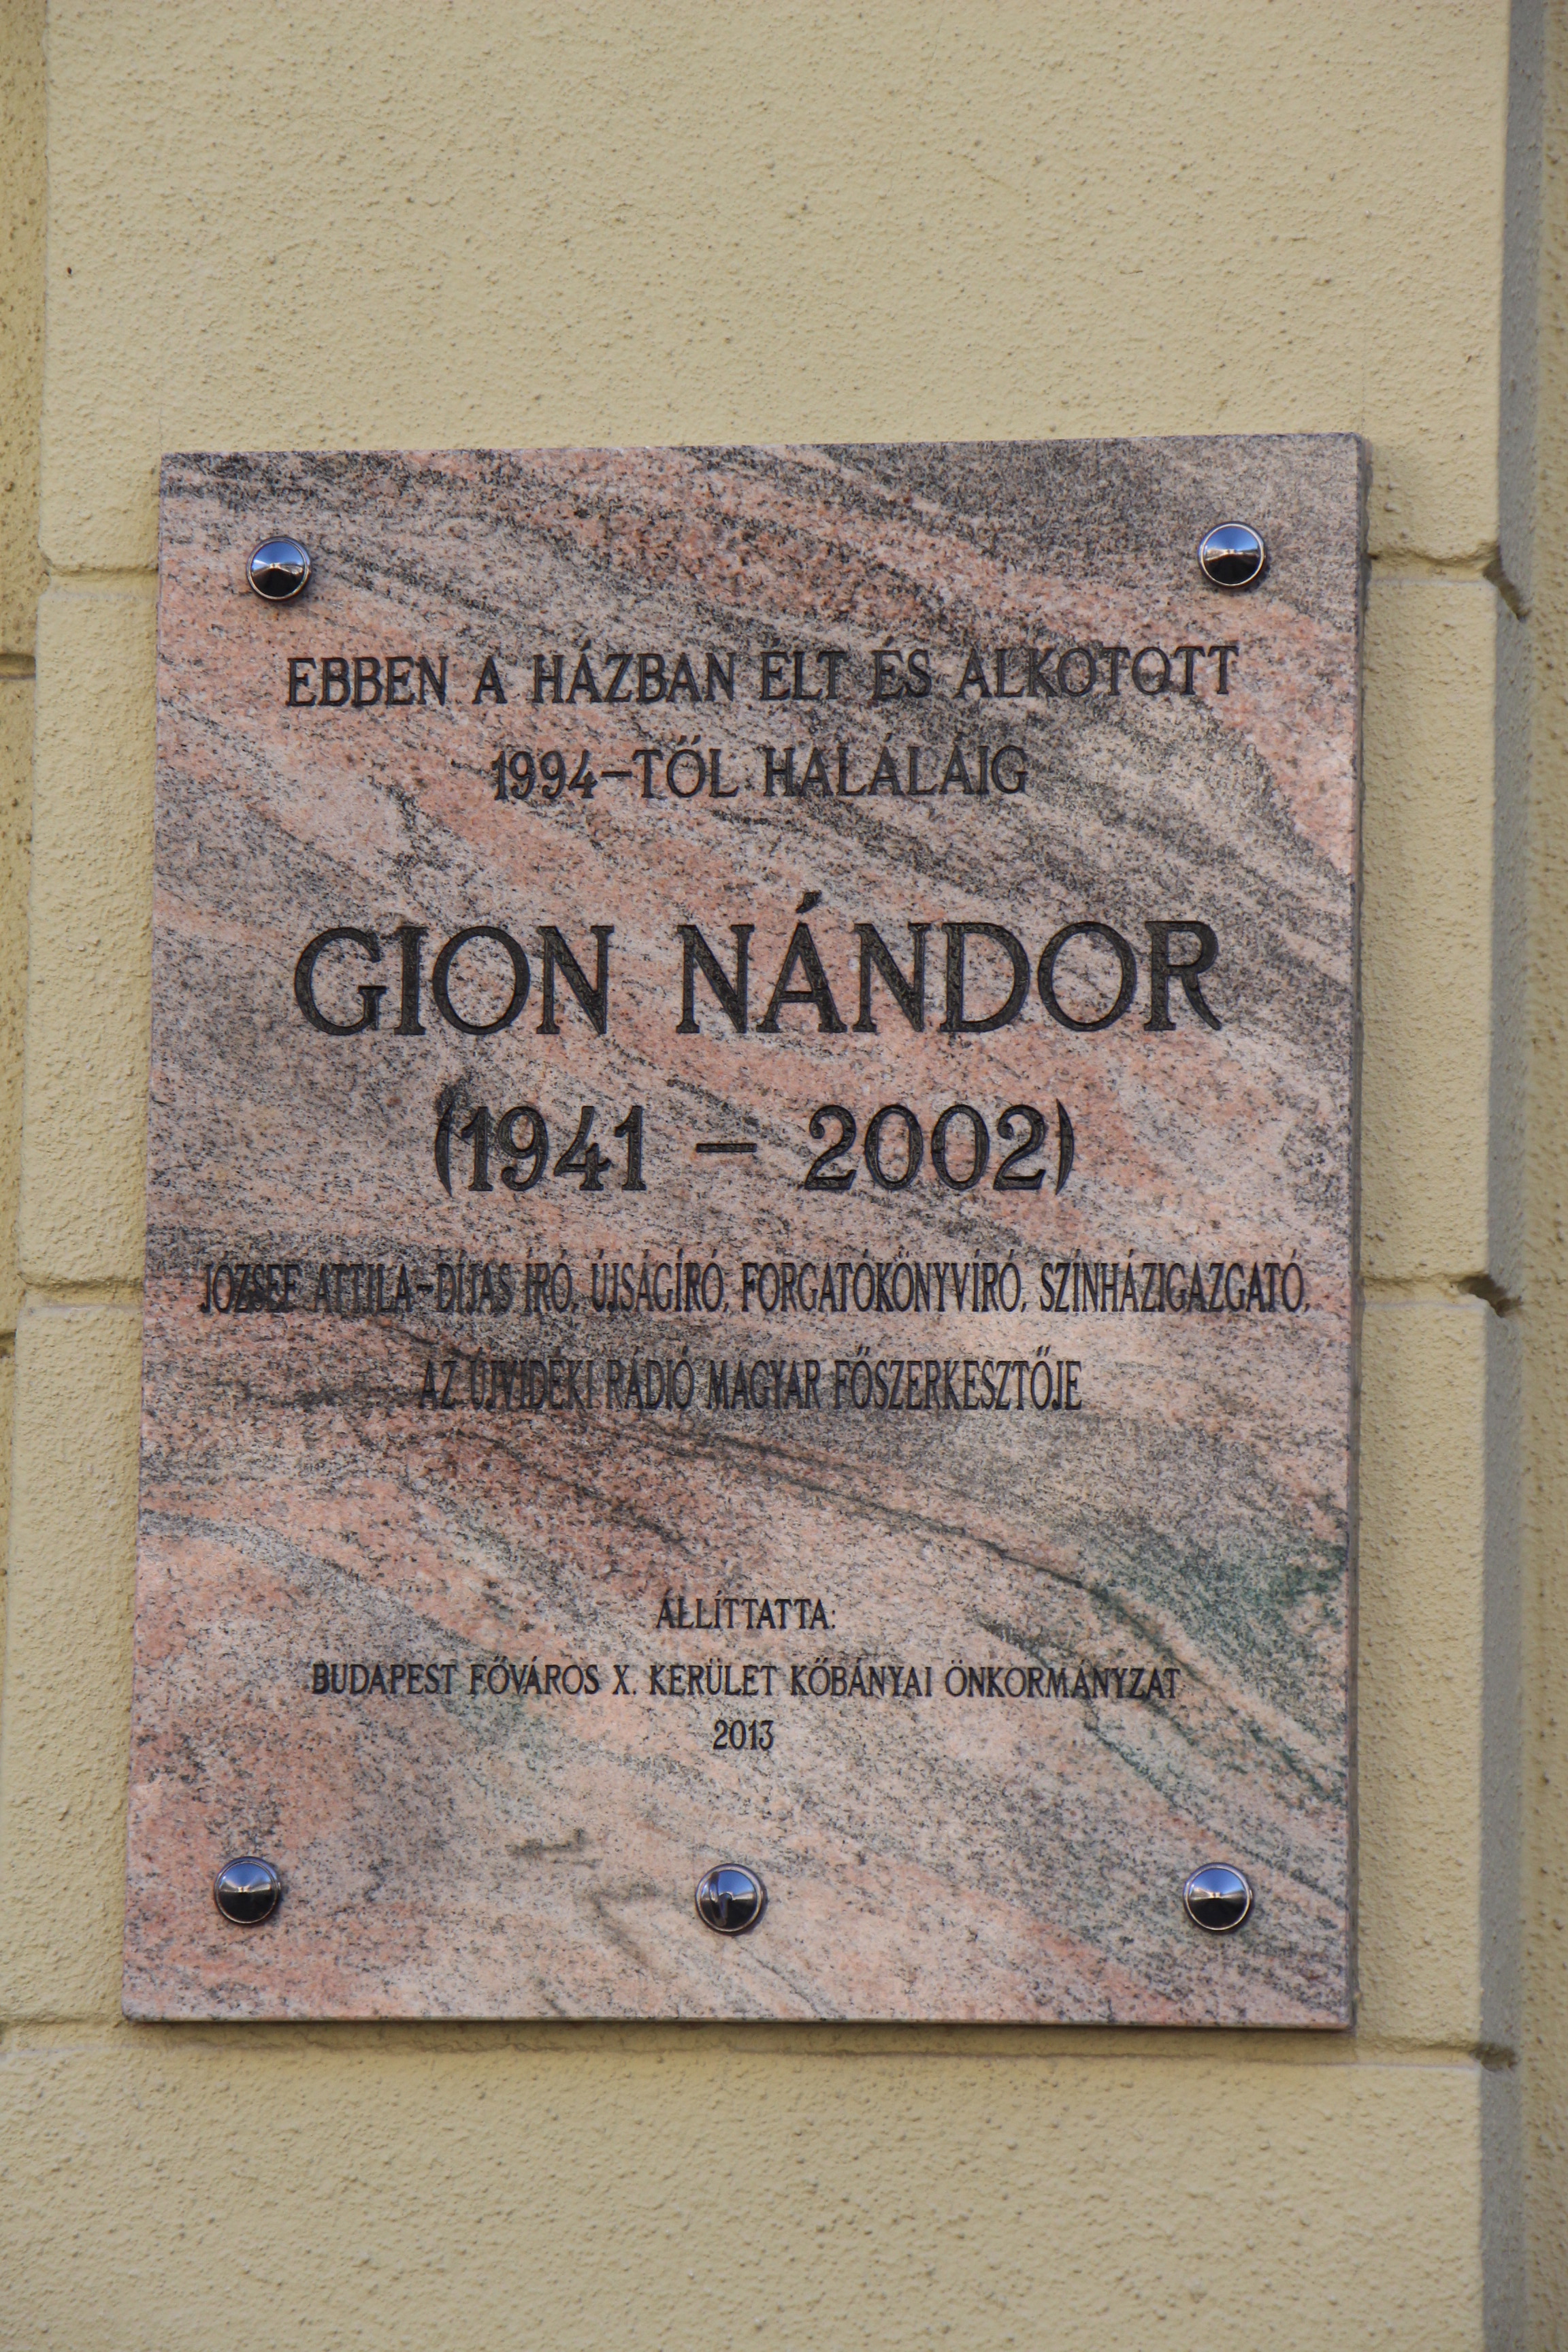 EBBEN A HÁZBAN ÉLT ÉS ALKOTOTT
1994-TŐL HALÁLÁIG
GION NÁNDOR
(1941 – 2002)
JÓZSEF ATTILA-DÍJAS ÍRÓ, ÚJSÁGÍRÓ, FORGATÓKÖNYVÍRÓ, SZÍNHÁZIGAZGATÓ,
AZ ÚJVIDÉKI RÁDIÓ MAGYAR FŐSZERKESZTŐJE
ÁLLÍTTATTA:
BUDAPEST FŐVÁROS X. KERÜLET KŐBÁNYAI ÖNKORMÁNYZAT
2013